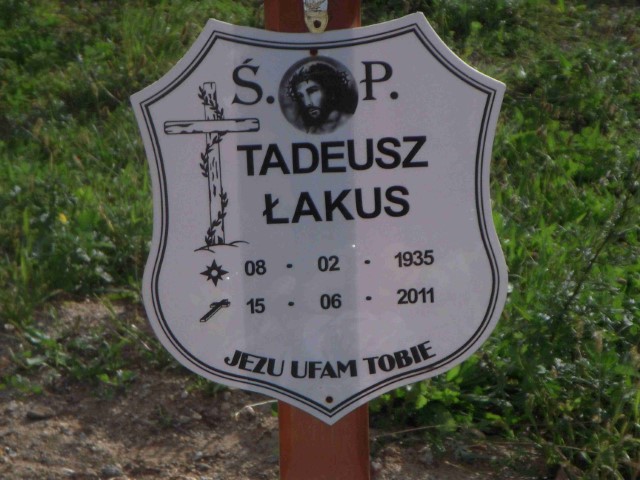 Ś. P.
TADEUSZ
ŁAKUS
08 · 02 · 1935
15 · 06 · 2011
JEZU UFAM TOBIE